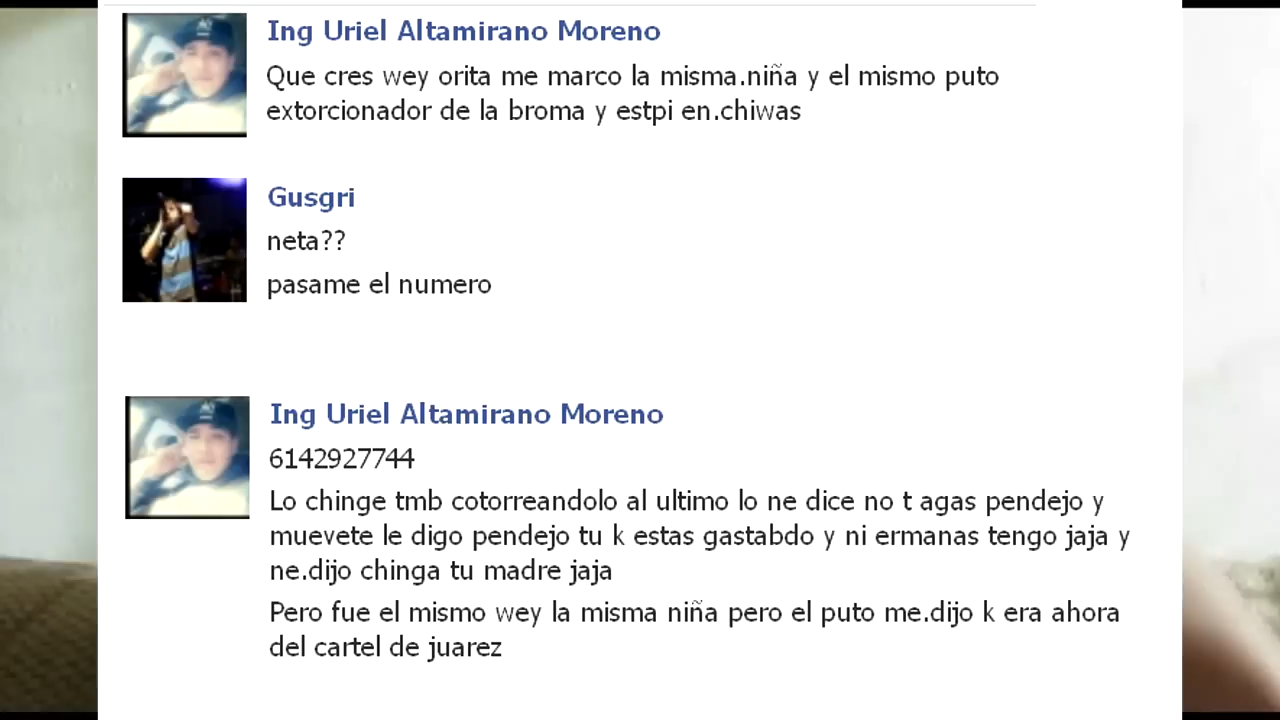 Ing Uriel Altamirano Moreno
Que cres wey orita me marco la misma.niña y el mismo puto
extorcionador de la broma y estpi en.chiwas
Gusgri
neta??
pasame el numero
Ing Uriel Altamirano Moreno
6142927744
Lo chinge tmb cotorreandolo al ultimo lo ne dice no t agas pendejo y
muevete le digo pendejo tu k estas gastabdo y ni ermanas tengo jaja y
ne.dijo chinga tu madre jaja
Pero fue el mismo wey la misma niña pero el puto me.dijo k era ahora
del cartel de juarez